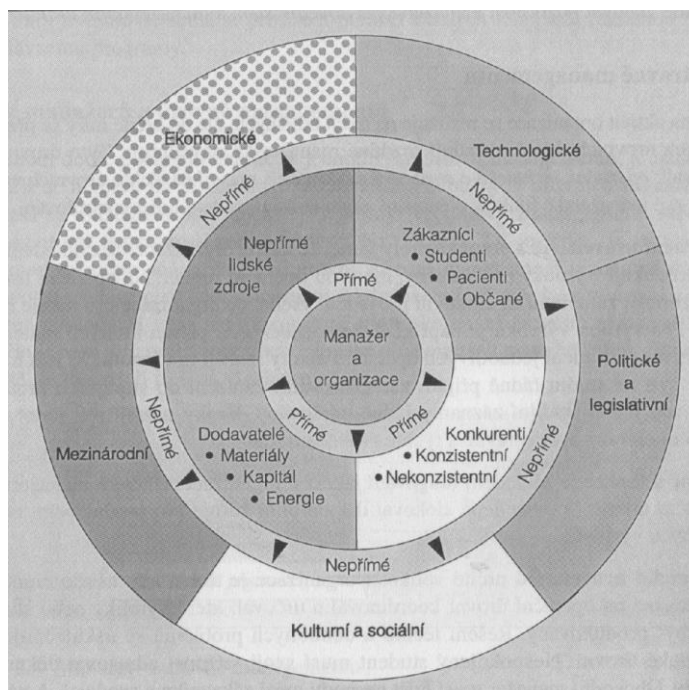 Ekonomické
Technologické
Nepřímé
Nepřímé
Nepřímé
lidské
zdroje
Zákazníci
• Studenti
• Pacienti
• Občané
Přímé
Manažer
a
organizace
Politické
a
legislativní
Nepřímé
Nepřímé
Přímé
Přímé
Mezinárodní
Dodavatelé
• Materiály
• Kapitál
• Energie
Konkurenti
• Konzistentní
• Nekonzistentní
Nepřímé
Kulturní a sociální